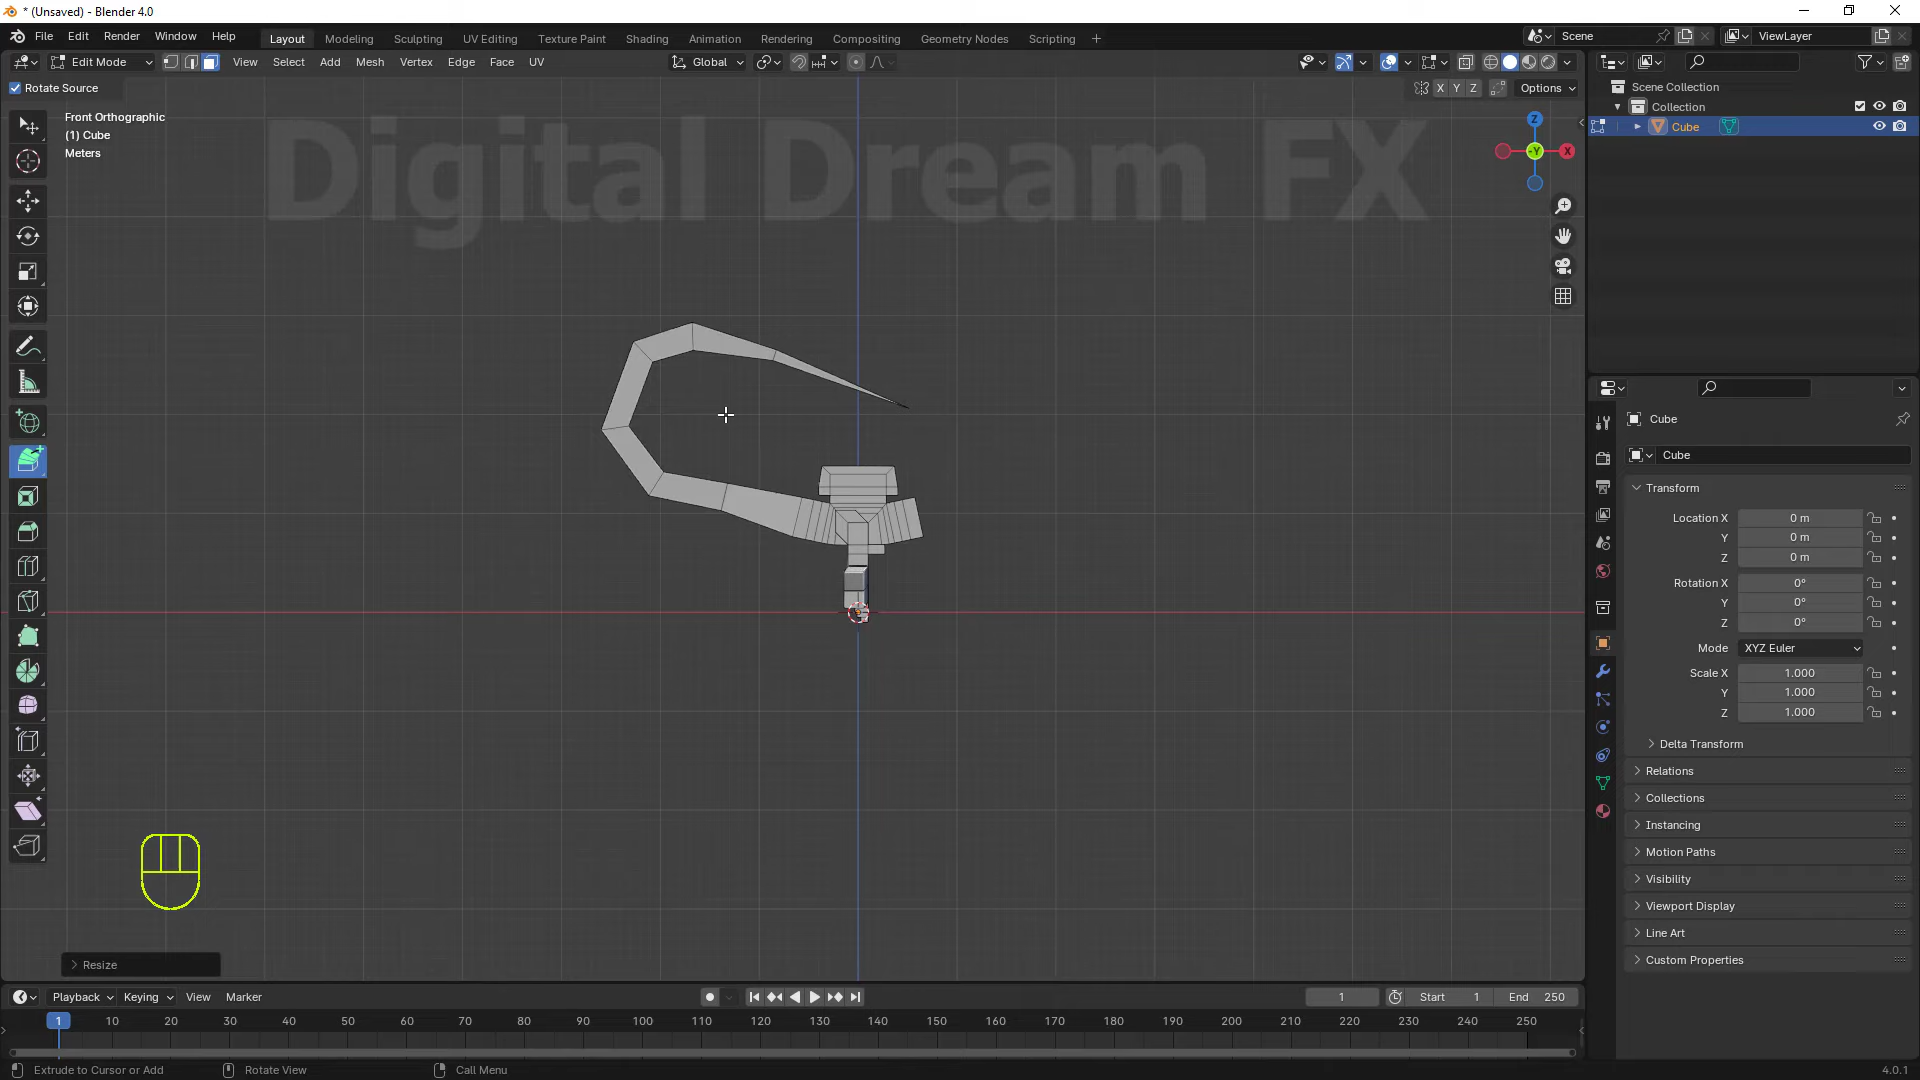 * (Unsaved) - Blender 4.0
File Edit Render Window Help
Layout Modeling Sculpting UV Editing Texture Paint Shading Animation Rendering Compositing Geometry Nodes Scripting +
Scene
ViewLayer
Edit Mode
View Select Add Mesh Vertex Edge Face UV
Global
Rotate Source
X Y Z
Options
Front Orthographic
(1) Cube
Meters
Digital Dream FX
Z
-Y
X
Scene Collection
Collection
Cube
Cube
Cube
Transform
Location X 0 m
Y 0 m
Z 0 m
Rotation X 0°
Y 0°
Z 0°
Mode XYZ Euler
Scale X 1.000
Y 1.000
Z 1.000
Delta Transform
Relations
Collections
Instancing
Motion Paths
Visibility
Viewport Display
Line Art
Custom Properties
Resize
Playback Keying View Marker
1
Start 1
End 250
1 10 20 30 40 50 60 70 80 90 100 110 120 130 140 150 160 170 180 190 200 210 220 230 240 250
Extrude to Cursor or Add
Rotate View
Call Menu
4.0.1